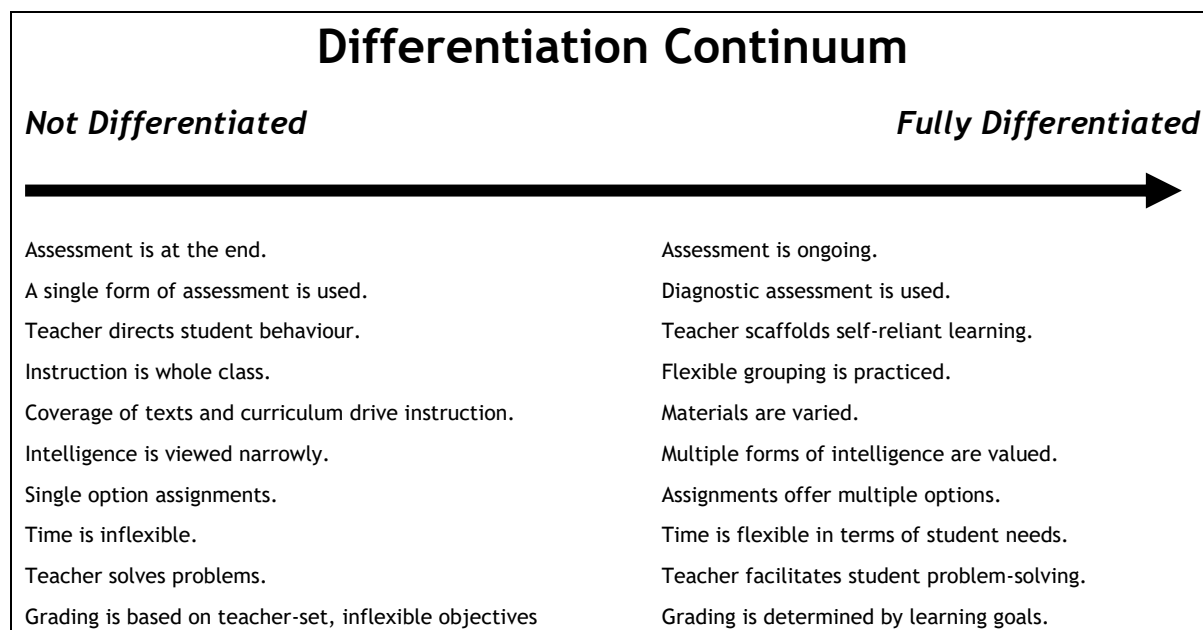 Differentiation Continuum
Not Differentiated
Fully Differentiated
Assessment is at the end.
Assessment is ongoing.
A single form of assessment is used.
Diagnostic assessment is used.
Teacher directs student behaviour.
Teacher scaffolds self-reliant learning.
Instruction is whole class.
Flexible grouping is practiced.
Coverage of texts and curriculum drive instruction.
Materials are varied.
Intelligence is viewed narrowly.
Multiple forms of intelligence are valued.
Single option assignments.
Assignments offer multiple options.
Time is inflexible.
Time is flexible in terms of student needs.
Teacher solves problems.
Teacher facilitates student problem-solving.
Grading is based on teacher-set, inflexible objectives
Grading is determined by learning goals.